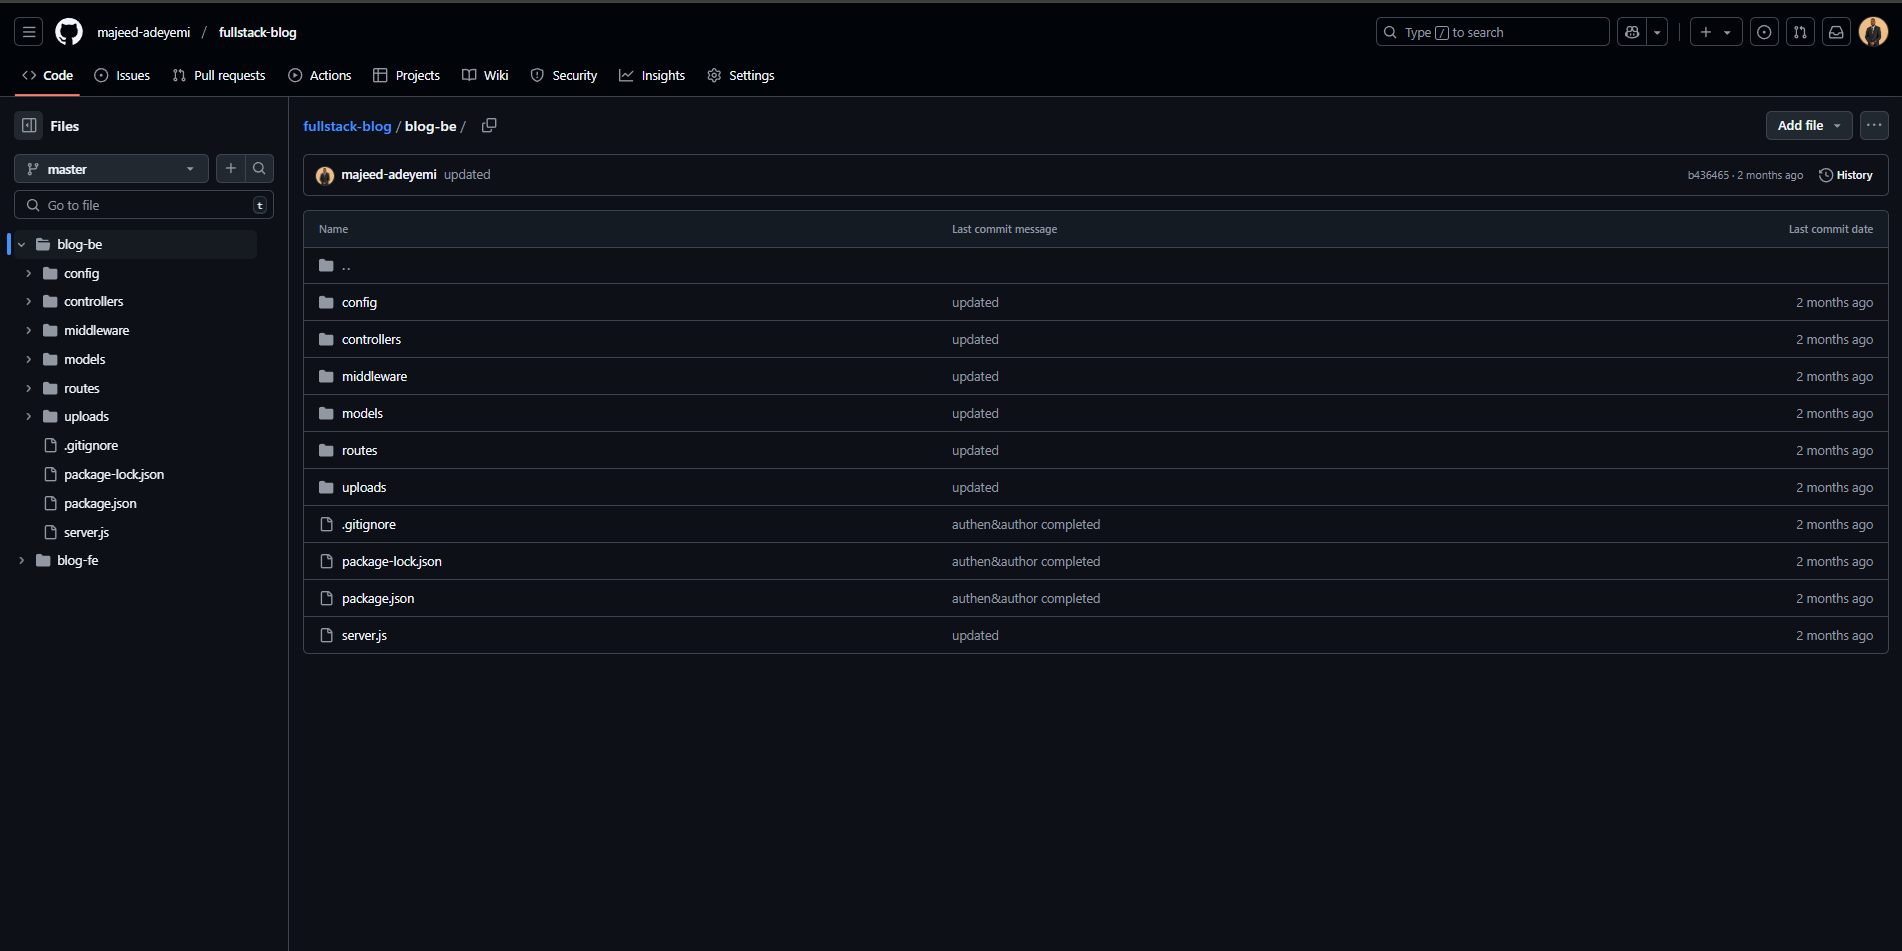 majeed-adeyemi / fullstack-blog
Type / to search
Code Issues Pull requests Actions Projects Wiki Security Insights Settings
Files
master
Go to file t
blog-be
config
controllers
middleware
models
routes
uploads
.gitignore
package-lock.json
package.json
server.js
blog-fe
fullstack-blog / blog-be /
Add file
majeed-adeyemi updated b436465 · 2 months ago History
Name Last commit message Last commit date
..
config updated 2 months ago
controllers updated 2 months ago
middleware updated 2 months ago
models updated 2 months ago
routes updated 2 months ago
uploads updated 2 months ago
.gitignore authen&author completed 2 months ago
package-lock.json authen&author completed 2 months ago
package.json authen&author completed 2 months ago
server.js updated 2 months ago